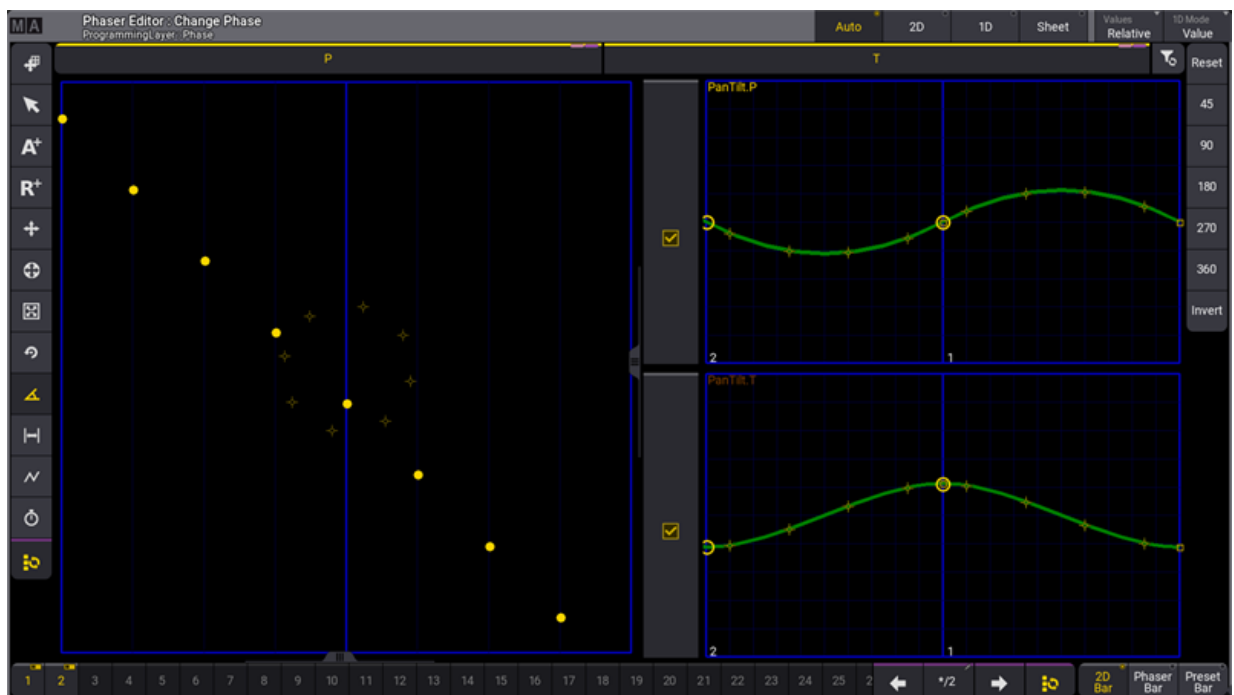 MA
Phaser Editor : Change Phase
ProgrammingLayer: Phase
Auto
2D
1D
Sheet
Values
Relative
1D Mode
Value
P
T
Reset
45
90
180
270
360
Invert
A+
R+
PanTilt.P
2
1
PanTilt.T
2
1
1 2 3 4 5 6 7 8 9 10 11 12 13 14 15 16 17 18 19 20 21 22 23 24 25 2
*/2
2D
Bar
Phaser
Bar
Preset
Bar